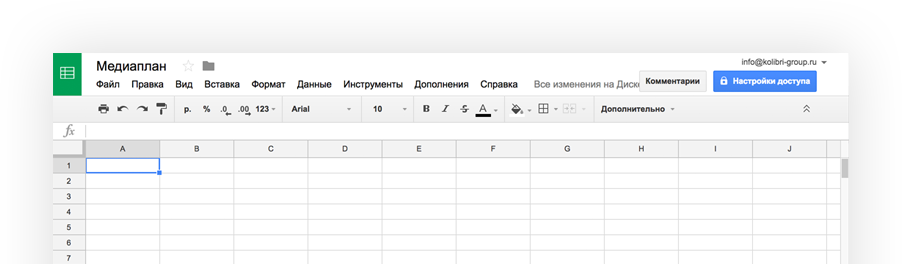 Медиаплан
info@kolibri-group.ru
Файл Правка Вид Вставка Формат Данные Инструменты Дополнения Справка Все изменения на Диск
Комментарии
Настройки доступа
р. % .0 .00 123 Arial 10 B I S A Дополнительно
fx
A B C D E F G H I J
1
2
3
4
5
6
7